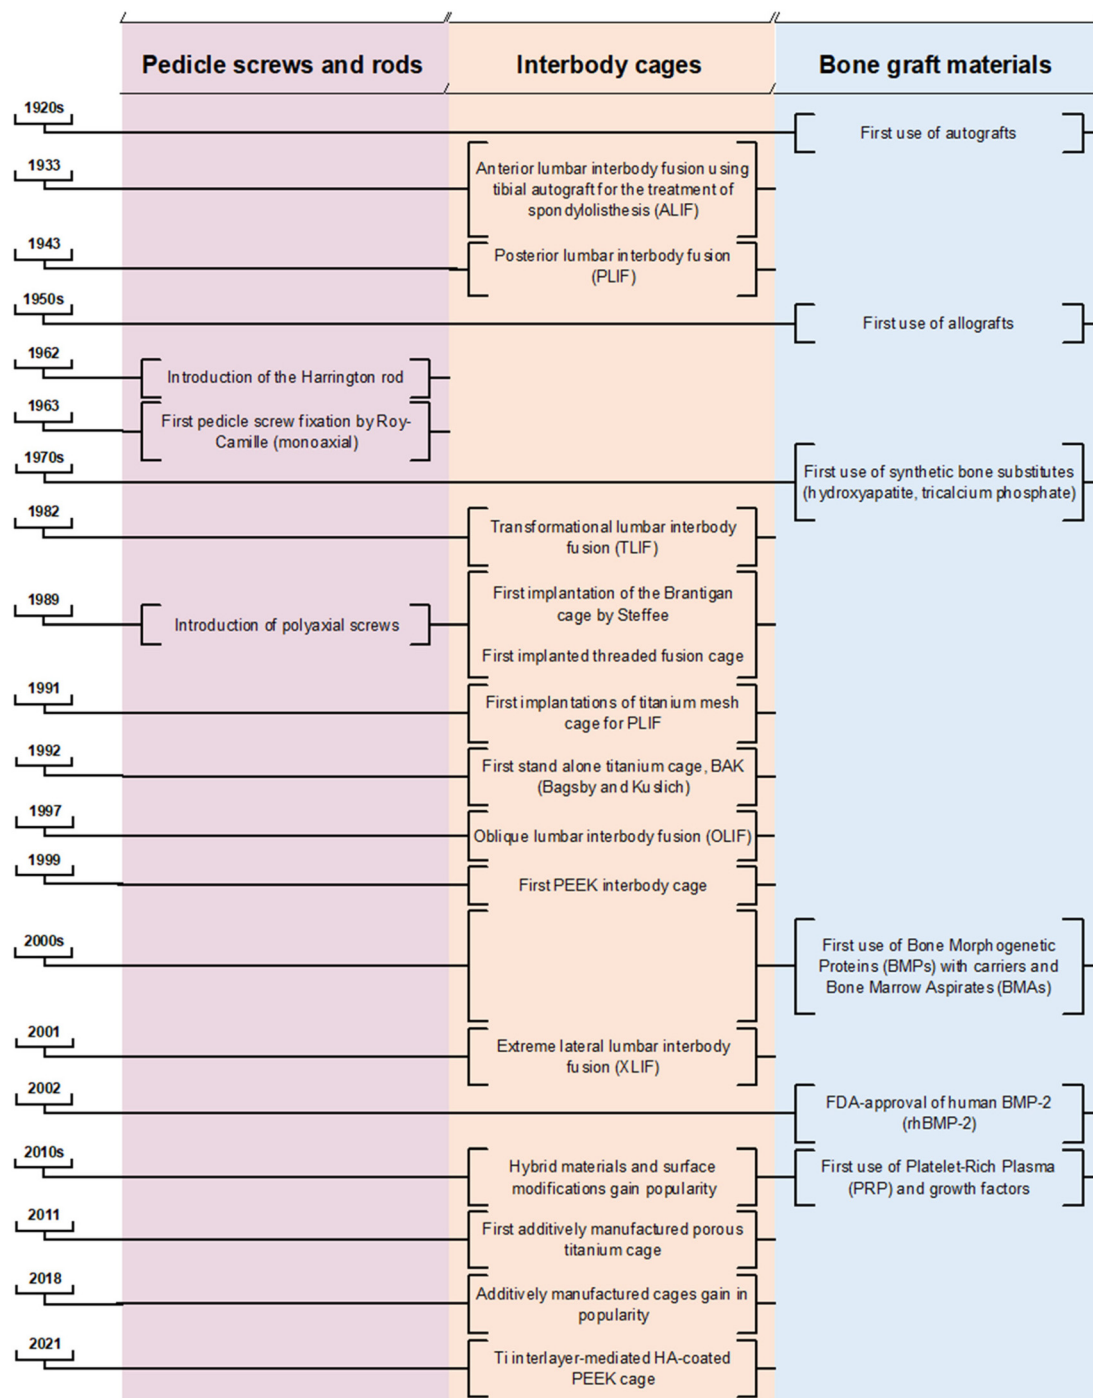 Pedicle screws and rods
Interbody cages
Bone graft materials
1920s
First use of autografts
1933
Anterior lumbar interbody fusion using
tibial autograft for the treatment of
spondylolisthesis (ALIF)
1943
Posterior lumbar interbody fusion
(PLIF)
1950s
First use of allografts
1962
Introduction of the Harrington rod
1963
First pedicle screw fixation by Roy-
Camille (monoaxial)
1970s
First use of synthetic bone substitutes
(hydroxyapatite, tricalcium phosphate)
1982
Transformational lumbar interbody
fusion (TLIF)
1989
Introduction of polyaxial screws
First implantation of the Brantigan
cage by Steffee
First implanted threaded fusion cage
1991
First implantations of titanium mesh
cage for PLIF
1992
First stand alone titanium cage, BAK
(Bagsby and Kuslich)
1997
Oblique lumbar interbody fusion (OLIF)
1999
First PEEK interbody cage
2000s
First use of Bone Morphogenetic
Proteins (BMPs) with carriers and
Bone Marrow Aspirates (BMAs)
2001
Extreme lateral lumbar interbody
fusion (XLIF)
2002
FDA-approval of human BMP-2
(rhBMP-2)
2010s
Hybrid materials and surface
modifications gain popularity
First use of Platelet-Rich Plasma
(PRP) and growth factors
2011
First additively manufactured porous
titanium cage
2018
Additively manufactured cages gain in
popularity
2021
Ti interlayer-mediated HA-coated
PEEK cage